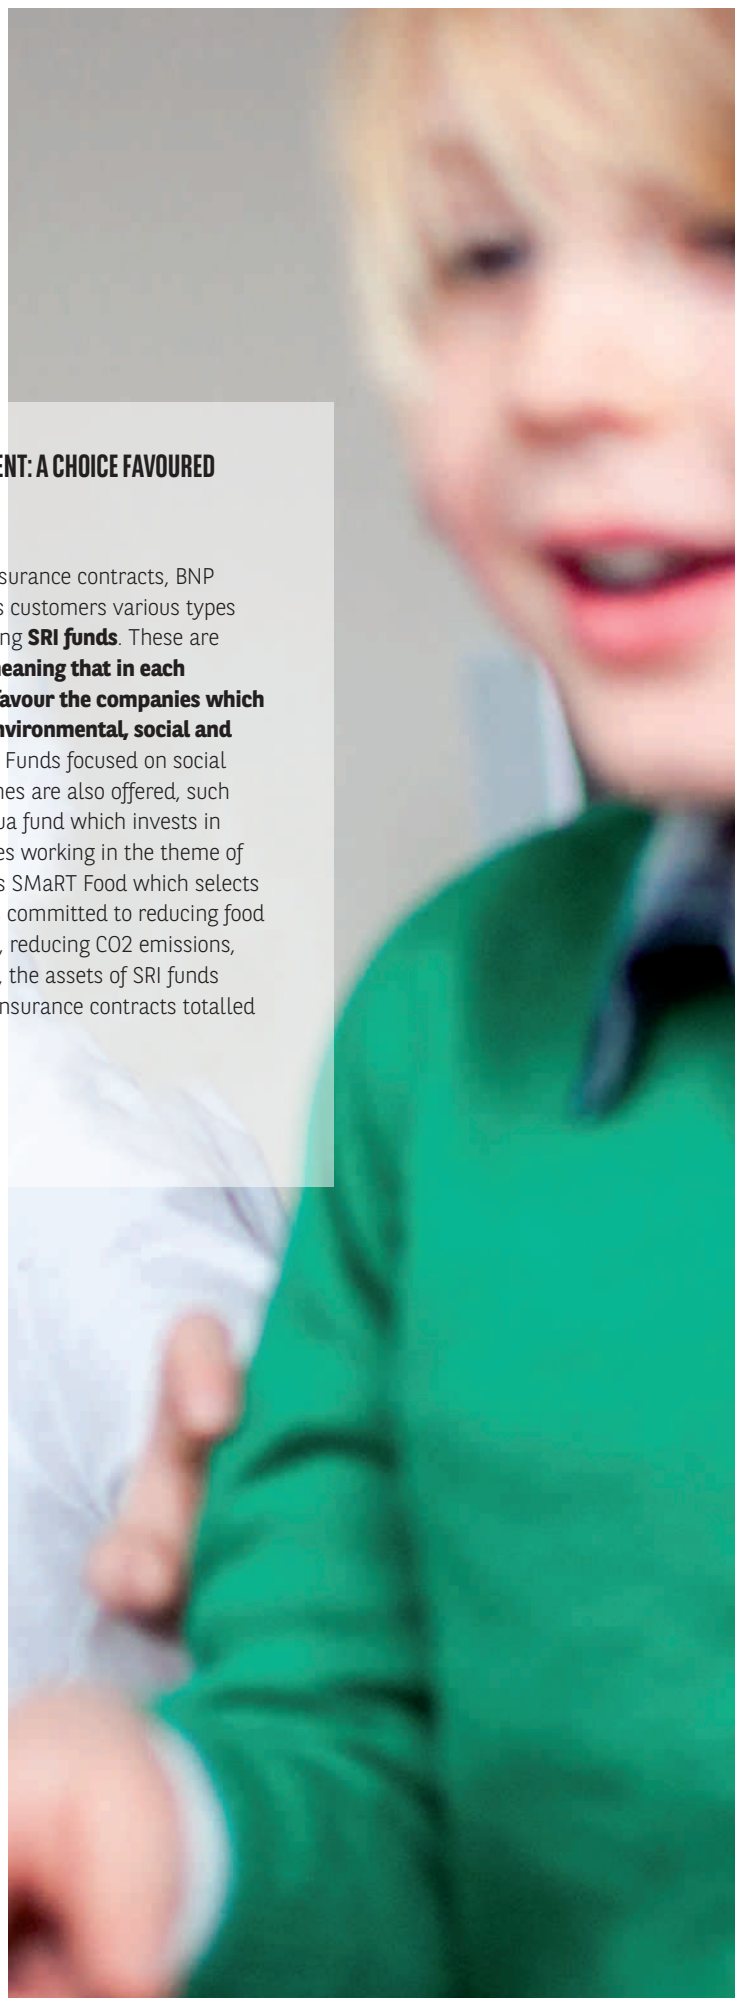 ENT: A CHOICE FAVOURED
surance contracts, BNP
s customers various types
ng SRI funds. These are
eaning that in each
avour the companies which
nvironmental, social and
Funds focused on social
es are also offered, such
ua fund which invests in
es working in the theme of
s SMaRT Food which selects
committed to reducing food
, reducing CO2 emissions,
, the assets of SRI funds
nsurance contracts totalled